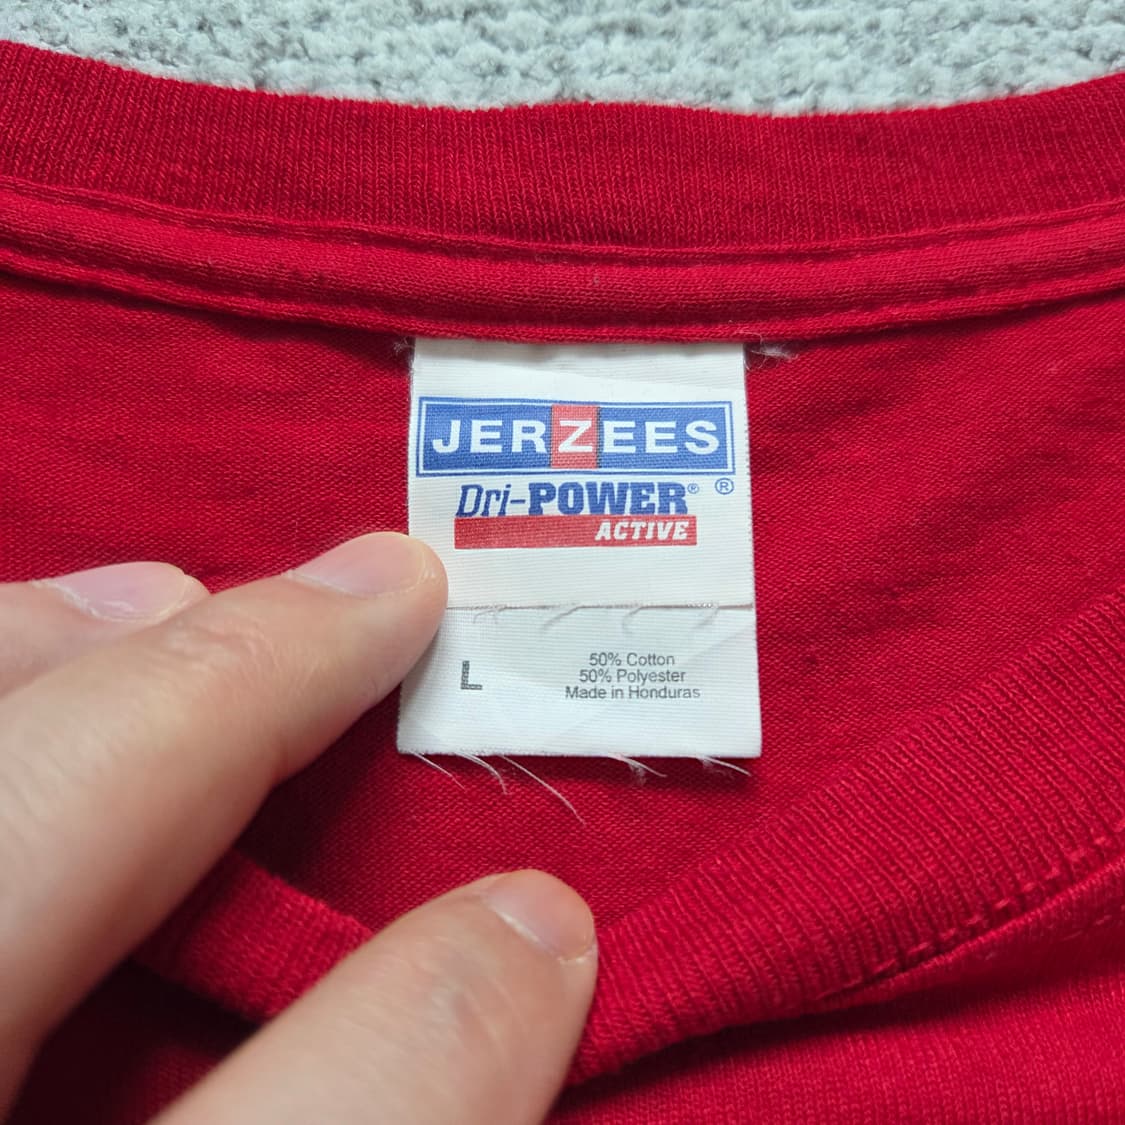 JERZEES
®
Dri-POWER®
ACTIVE
L
50% Cotton
50% Polyester
Made in Honduras